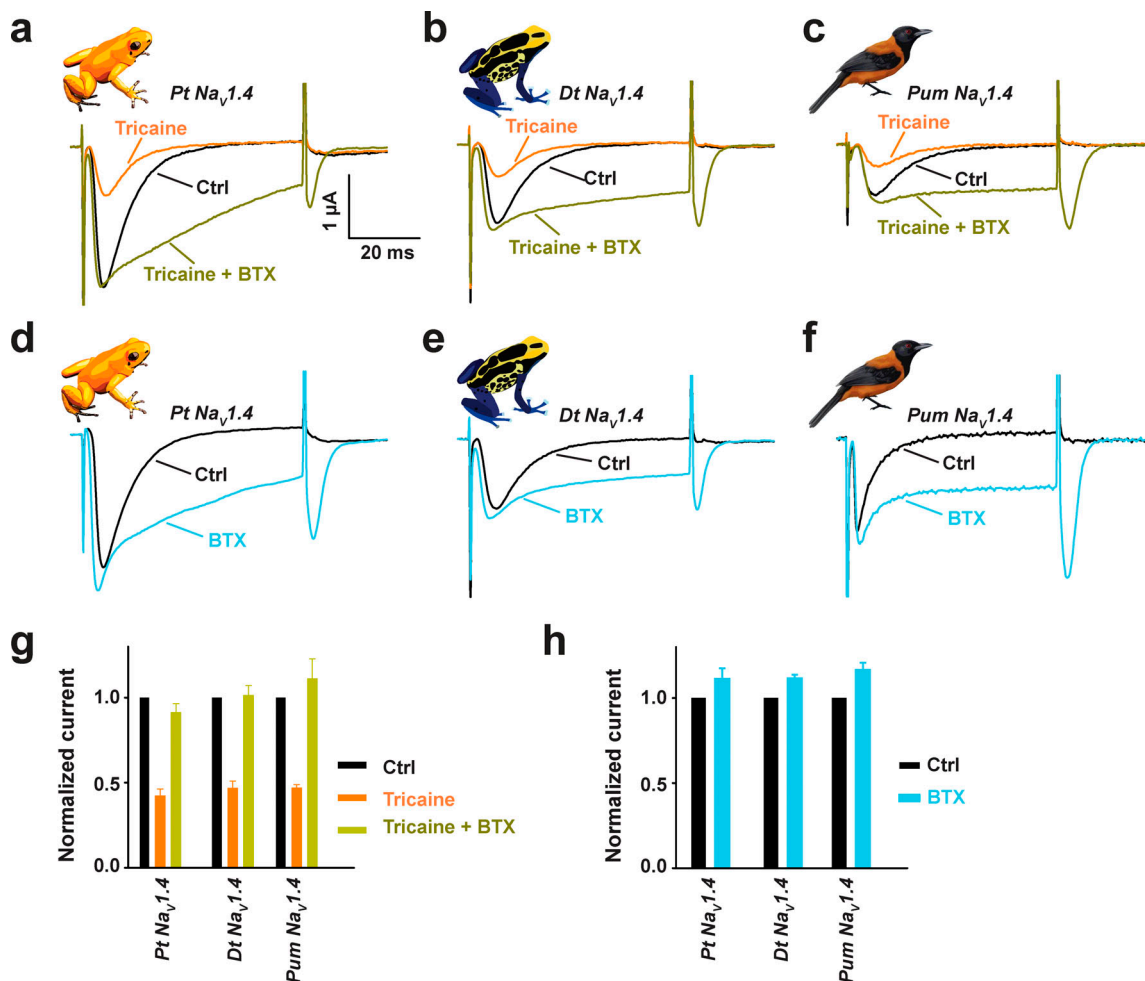 a
b
c
Pt NaV1.4
Dt NaV1.4
Pum NaV1.4
Tricaine
Ctrl
Tricaine + BTX
1 µA
20 ms
Tricaine
Ctrl
Tricaine + BTX
Tricaine
Ctrl
Tricaine + BTX
d
e
f
Pt NaV1.4
Dt NaV1.4
Pum NaV1.4
Ctrl
BTX
Ctrl
BTX
Ctrl
BTX
g
Normalized current
1.0
0.5
0.0
Pt NaV1.4
Dt NaV1.4
Pum NaV1.4
Ctrl
Tricaine
Tricaine + BTX
h
Normalized current
1.0
0.5
0.0
Pt NaV1.4
Dt NaV1.4
Pum NaV1.4
Ctrl
BTX